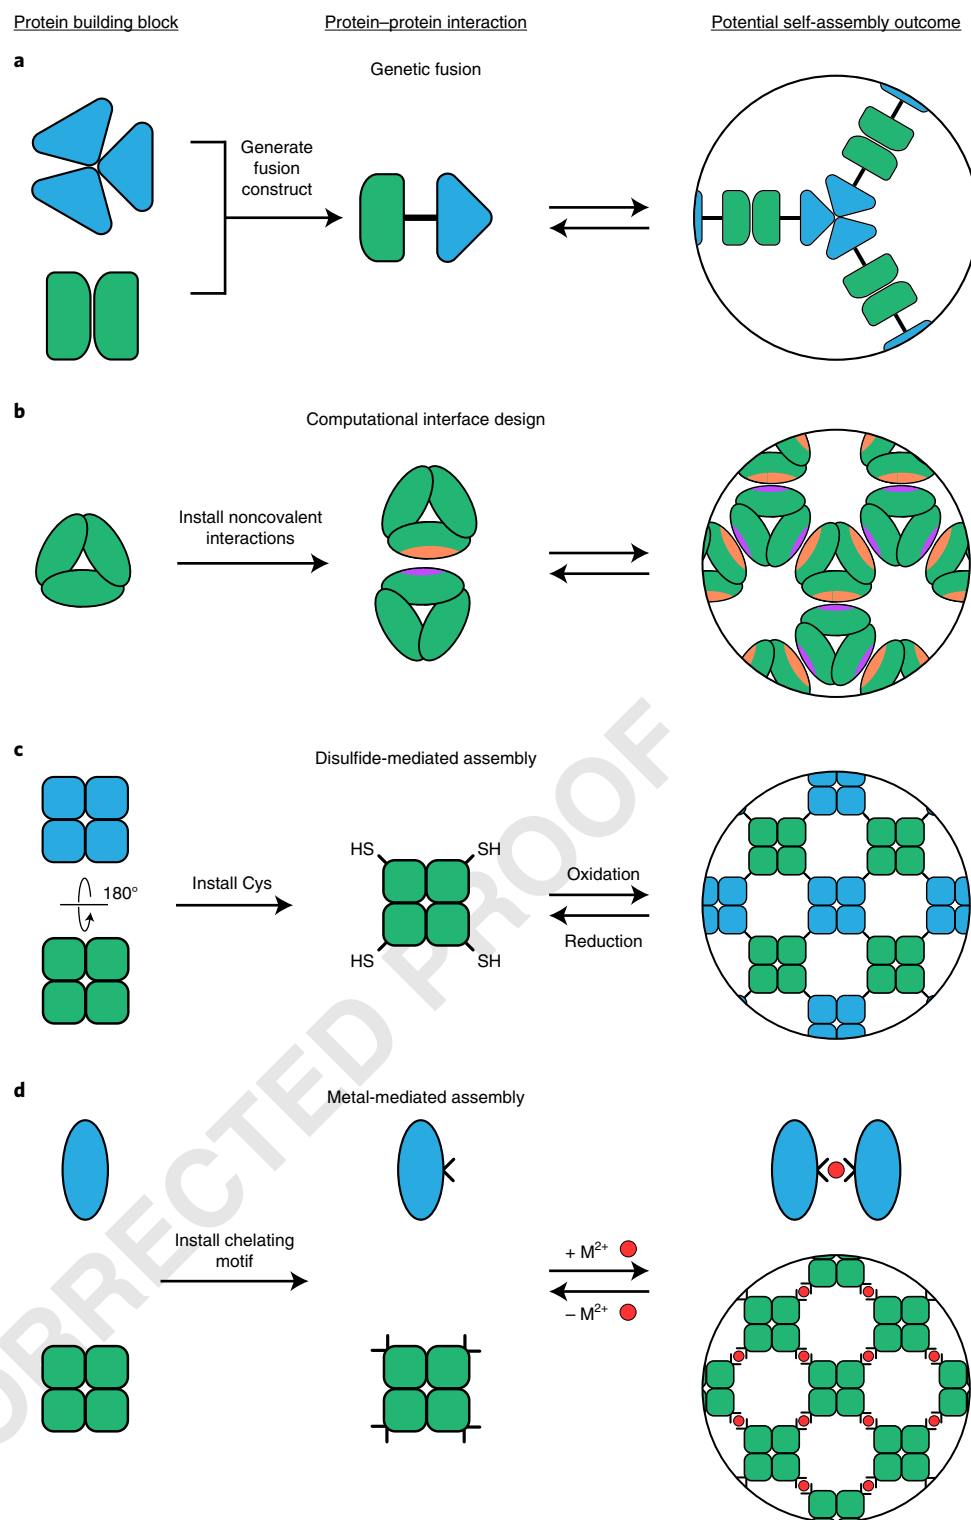 Protein building block
Protein–protein interaction
Potential self-assembly outcome
a
Genetic fusion
Generate
fusion
construct
b
Computational interface design
Install noncovalent
interactions
c
Disulfide-mediated assembly
180°
Install Cys
HS
SH
HS
SH
Oxidation
Reduction
d
Metal-mediated assembly
Install chelating
motif
+ M²⁺
– M²⁺
ORRECTED PROOF